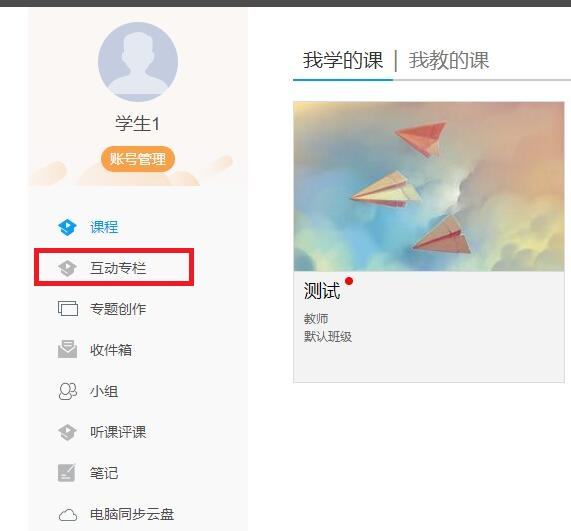 学生1
账号管理
课程
互动专栏
专题创作
收件箱
小组
听课评课
笔记
电脑同步云盘
我学的课 | 我教的课
测试
教师
默认班级